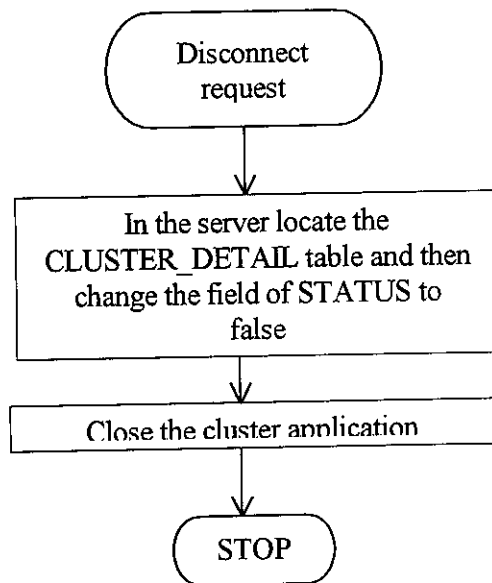 Disconnect
request
In the server locate the
CLUSTER_DETAIL table and then
change the field of STATUS to
false
Close the cluster application
STOP